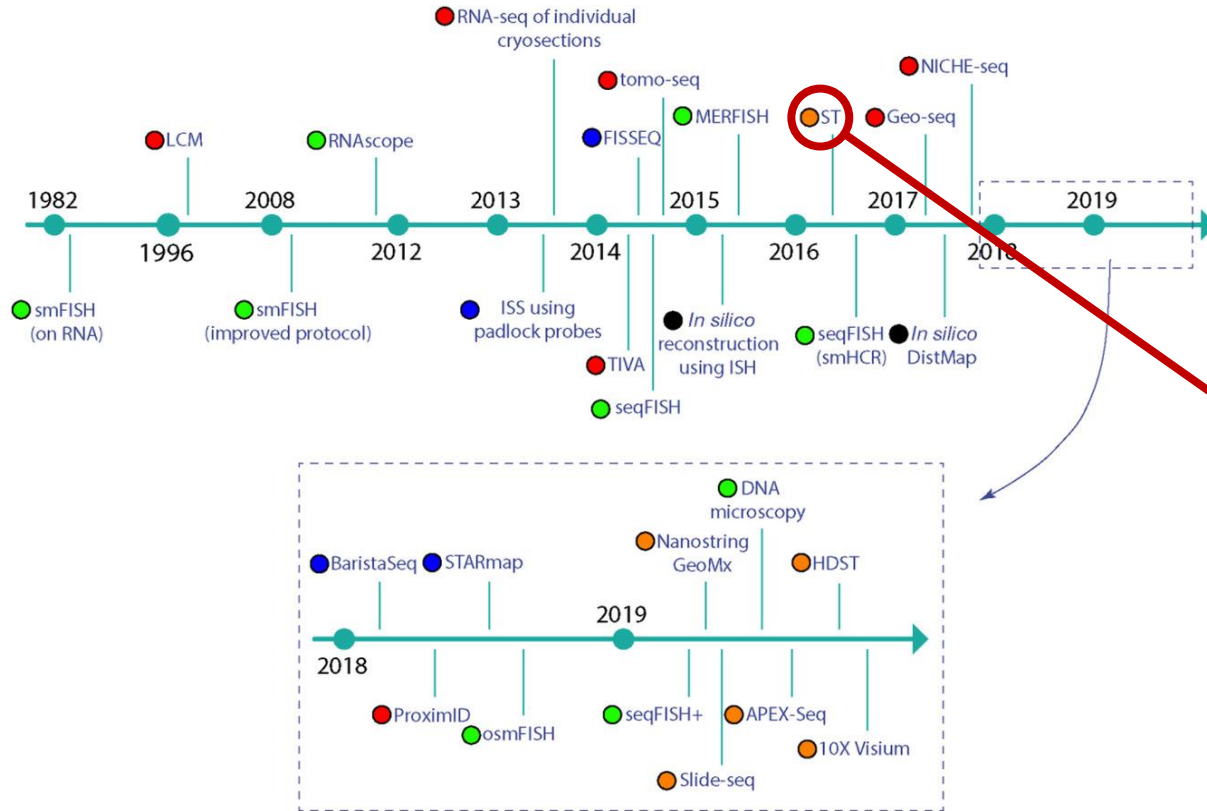 RNA-seq of individual
cryosections
NICHE-seq
tomo-seq
MERFISH
ST
Geo-seq
FISSEQ
LCM
RNAscope
1982
2008
2013
2015
2017
2019
1996
2012
2014
2016
2018
smFISH
(on RNA)
smFISH
(improved protocol)
ISS using
padlock probes
In silico
reconstruction
using ISH
seqFISH
(smHCR)
In silico
DistMap
TIVA
seqFISH
DNA
microscopy
Nanostring
GeoMx
BaristaSeq
STARmap
HDST
2019
2018
ProximID
osmFISH
seqFISH+
APEX-Seq
10X Visium
Slide-seq